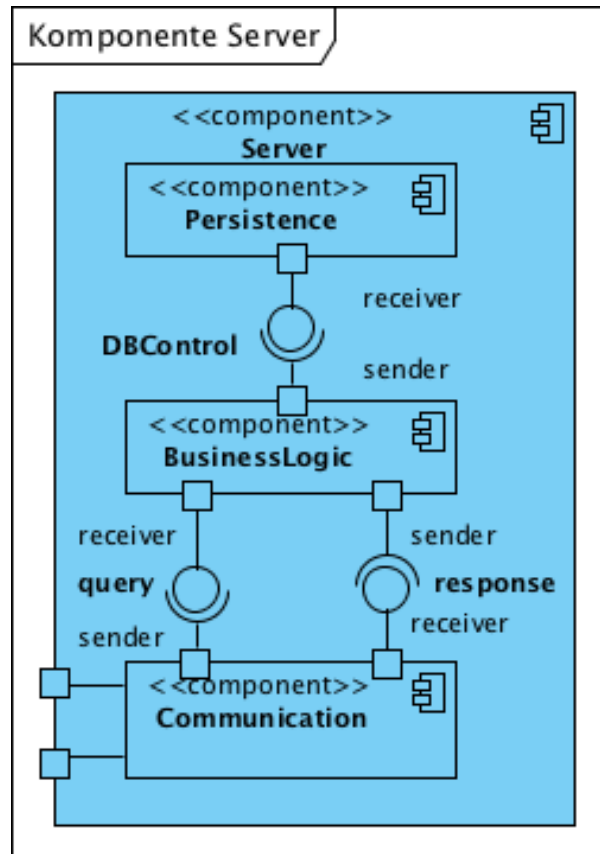 Komponente Server
<<component>>
Server
<<component>>
Persistence
receiver
DBControl
sender
<<component>>
BusinessLogic
receiver
sender
query
response
sender
receiver
<<component>>
Communication